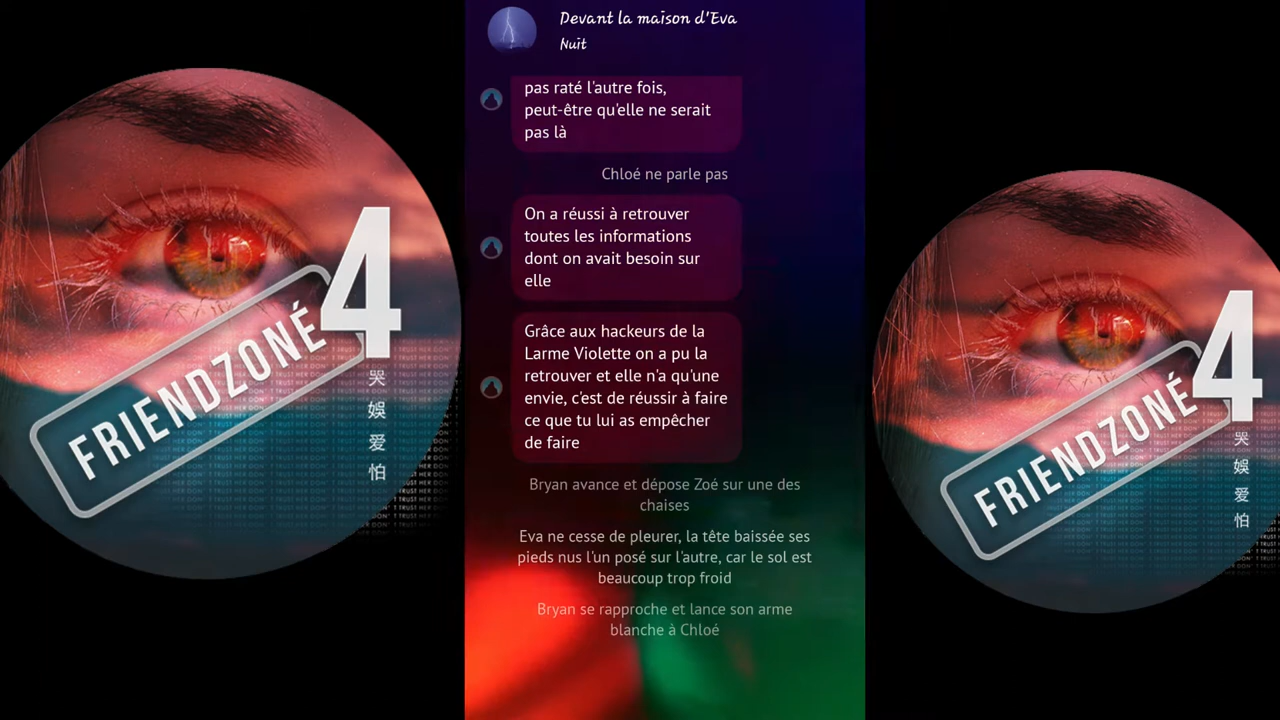 FRIENDZONÉ
4
哭
娛
爱
怕
Devant la maison d'Eva
Nuit
pas raté l'autre fois,
peut-être qu'elle ne serait
pas là
Chloé ne parle pas
On a réussi à retrouver
toutes les informations
dont on avait besoin sur
elle
Grâce aux hackeurs de la
Larme Violette on a pu la
retrouver et elle n'a qu'une
envie, c'est de réussir à faire
ce que tu lui as empêcher
de faire
Bryan avance et dépose Zoé sur une des
chaises
Eva ne cesse de pleurer, la tête baissée ses
pieds nus l'un posé sur l'autre, car le sol est
beaucoup trop froid
Bryan se rapproche et lance son arme
blanche à Chloé
FRIENDZONÉ
4
哭
娛
爱
怕